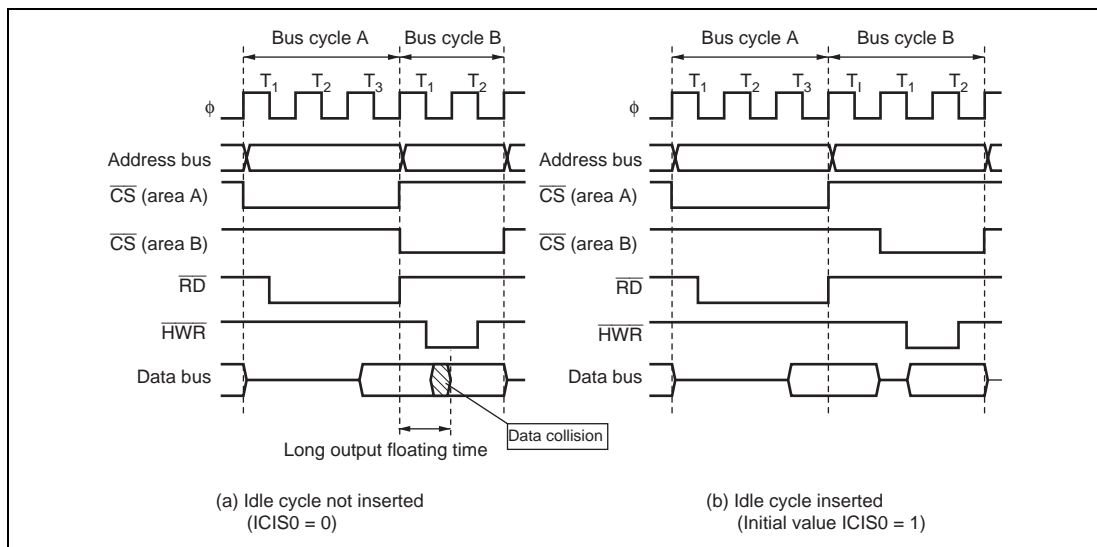 Bus cycle A Bus cycle B
T1 T2 T3 T1 T2
φ
Address bus
CS (area A)
CS (area B)
RD
HWR
Data bus
Long output floating time
Data collision
(a) Idle cycle not inserted
(ICIS0 = 0)
Bus cycle A Bus cycle B
T1 T2 T3 TI T1 T2
φ
Address bus
CS (area A)
CS (area B)
RD
HWR
Data bus
(b) Idle cycle inserted
(Initial value ICIS0 = 1)